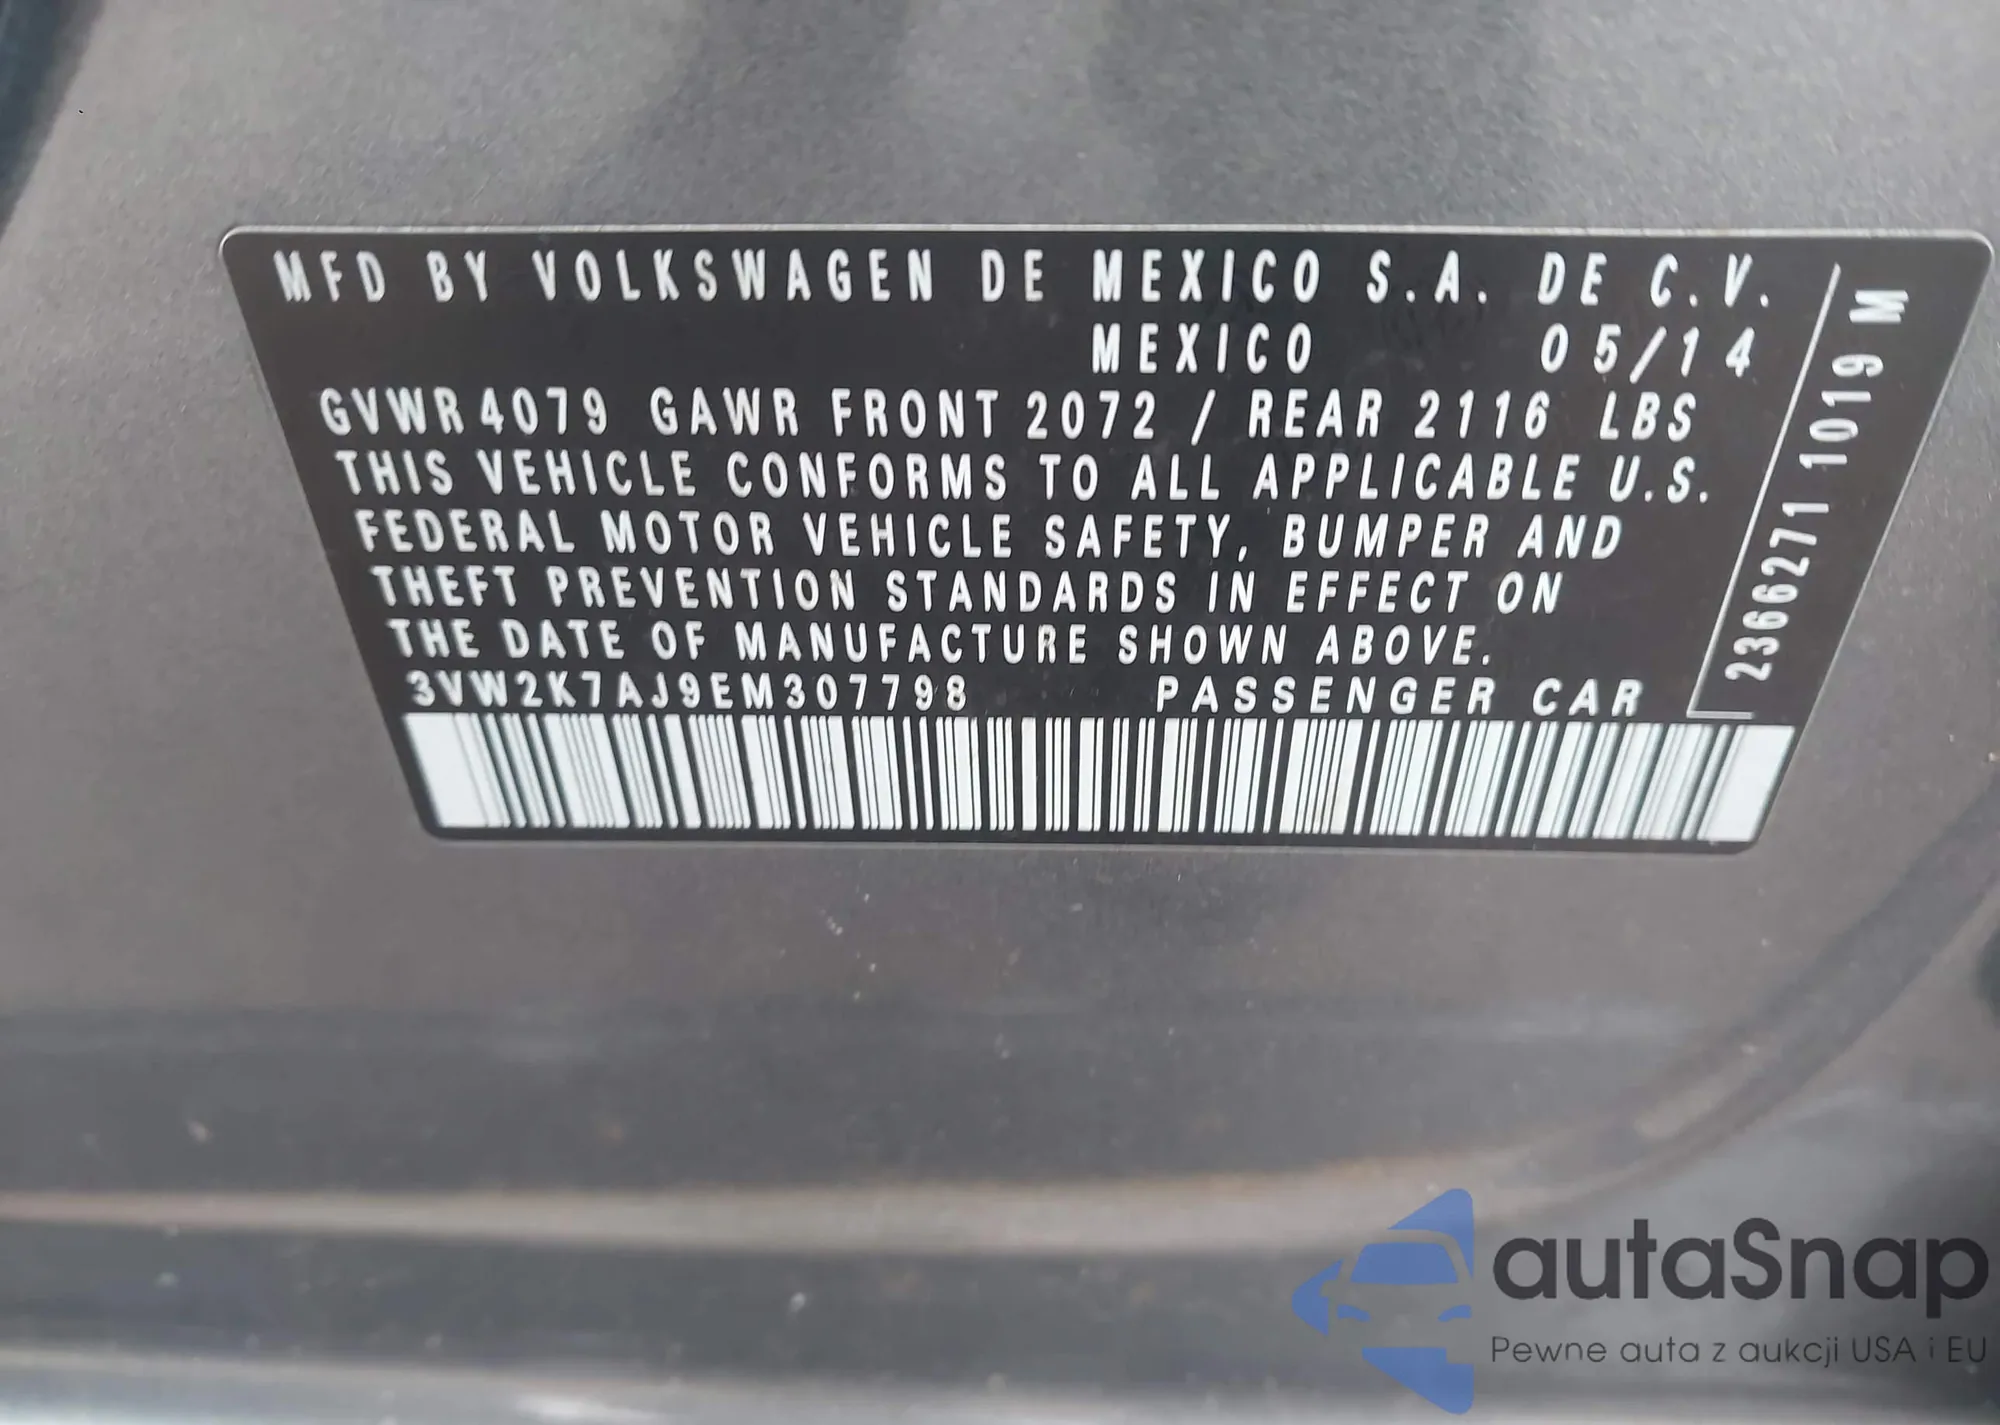 MFD BY VOLKSWAGEN DE MEXICO S.A. DE C.V.
MEXICO 05/14
GVWR 4079 GAWR FRONT 2072 / REAR 2116 LBS
THIS VEHICLE CONFORMS TO ALL APPLICABLE U.S.
FEDERAL MOTOR VEHICLE SAFETY, BUMPER AND
THEFT PREVENTION STANDARDS IN EFFECT ON
THE DATE OF MANUFACTURE SHOWN ABOVE.
3VW2K7AJ9EM307798 PASSENGER CAR
23662711019 M
autaSnap
Pewne auta z aukcji USA i EU